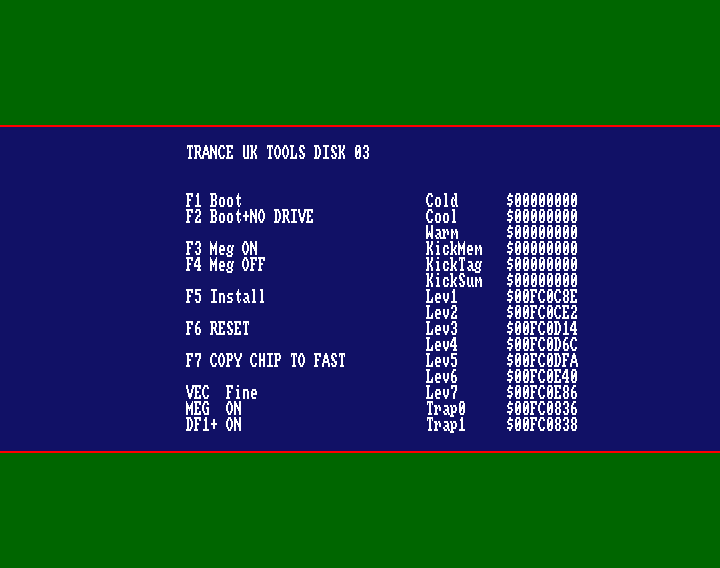 TRANCE UK TOOLS DISK 03
F1 Boot Cold $00000000
F2 Boot+NO DRIVE Cool $00000000
Warm $00000000
F3 Meg ON KickMem $00000000
F4 Meg OFF KickTag $00000000
KickSum $00000000
F5 Install Lev1 $00FC0C8E
Lev2 $00FC0CE2
F6 RESET Lev3 $00FC0D14
Lev4 $00FC0D6C
F7 COPY CHIP TO FAST Lev5 $00FC0DFA
Lev6 $00FC0E40
VEC Fine Lev7 $00FC0E86
MEG ON Trap0 $00FC0836
DF1+ ON Trap1 $00FC0838